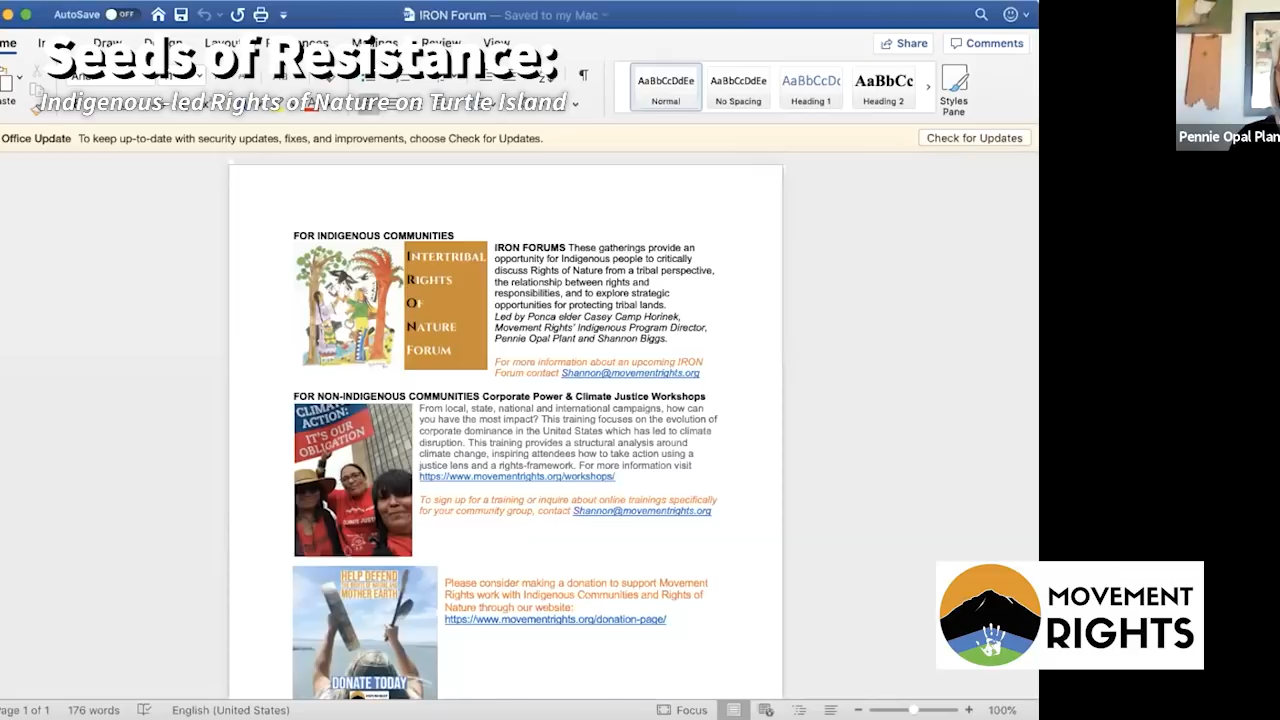 AutoSave OFF
IRON Forum — Saved to my Mac
Seeds of Resistance:
Indigenous-led Rights of Nature on Turtle Island
Share
Comments
AaBbCcDdEe
Normal
AaBbCcDdEe
No Spacing
AaBbCcDc
Heading 1
AaBbCc
Heading 2
Styles
Pane
Office Update To keep up-to-date with security updates, fixes, and improvements, choose Check for Updates.
Check for Updates
Pennie Opal Plan
FOR INDIGENOUS COMMUNITIES
INTERTRIBAL
RIGHTS
OF
NATURE
FORUM
IRON FORUMS These gatherings provide an
opportunity for Indigenous people to critically
discuss Rights of Nature from a tribal perspective,
the relationship between rights and
responsibilities, and to explore strategic
opportunities for protecting tribal lands.
Led by Ponca elder Casey Camp Horinek,
Movement Rights' Indigenous Program Director,
Pennie Opal Plant and Shannon Biggs.
For more information about an upcoming IRON
Forum contact Shannon@movementrights.org
FOR NON-INDIGENOUS COMMUNITIES Corporate Power & Climate Justice Workshops
CLIMATE
ACTION:
IT'S OUR
OBLIGATION
From local, state, national and international campaigns, how can
you have the most impact? This training focuses on the evolution of
corporate dominance in the United States which has led to climate
disruption. This training provides a structural analysis around
climate change, inspiring attendees how to take action using a
justice lens and a rights-framework. For more information visit
https://www.movementrights.org/workshops/
To sign up for a training or inquire about online trainings specifically
for your community group, contact Shannon@movementrights.org
HELP DEFEND
THE RIGHTS OF NATURE AND
MOTHER EARTH
DONATE TODAY
Please consider making a donation to support Movement
Rights work with Indigenous Communities and Rights of
Nature through our website:
https://www.movementrights.org/donation-page/
MOVEMENT
RIGHTS
Page 1 of 1
176 words
English (United States)
Focus
100%